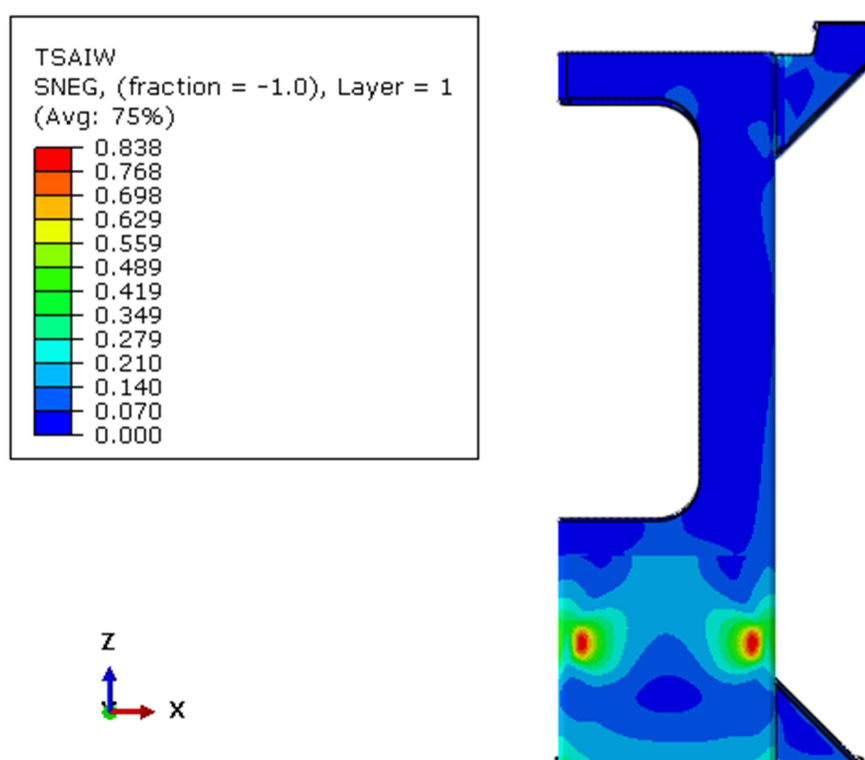 TSAIW
SNEG, (fraction = -1.0), Layer = 1
(Avg: 75%)
0.838
0.768
0.698
0.629
0.559
0.489
0.419
0.349
0.279
0.210
0.140
0.070
0.000
Z
X